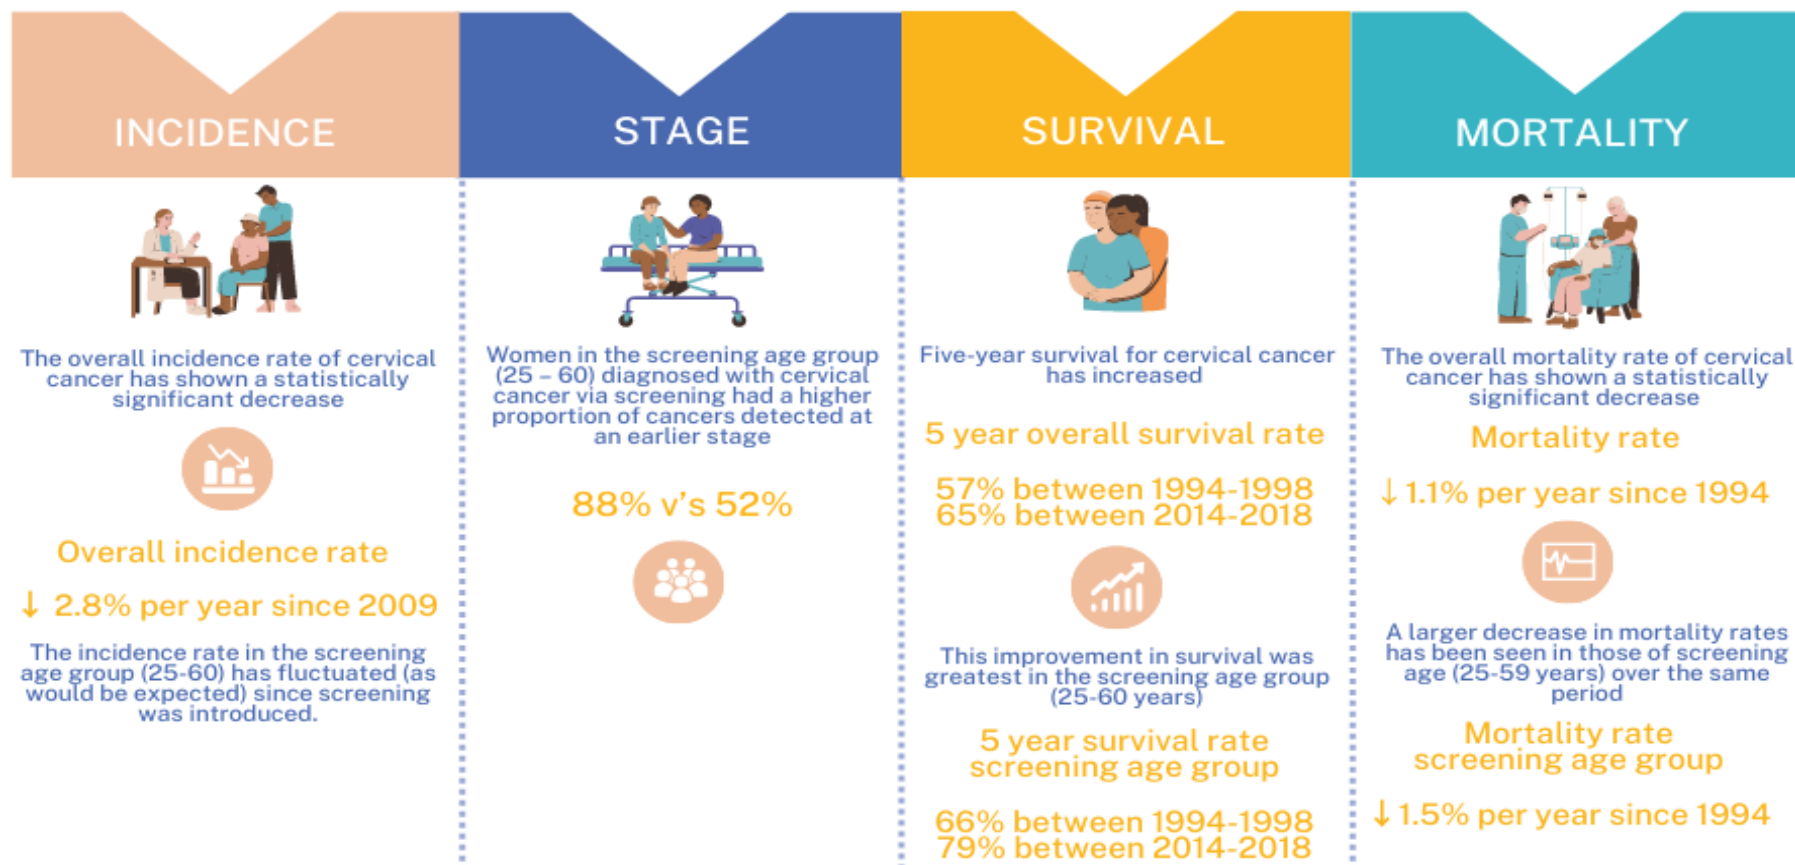 INCIDENCE
The overall incidence rate of cervical
cancer has shown a statistically
significant decrease
Overall incidence rate
↓ 2.8% per year since 2009
The incidence rate in the screening
age group (25-60) has fluctuated (as
would be expected) since screening
was introduced.
STAGE
Women in the screening age group
(25 – 60) diagnosed with cervical
cancer via screening had a higher
proportion of cancers detected at
an earlier stage
88% v's 52%
SURVIVAL
Five-year survival for cervical cancer
has increased
5 year overall survival rate
57% between 1994-1998
65% between 2014-2018
This improvement in survival was
greatest in the screening age group
(25-60 years)
5 year survival rate
screening age group
66% between 1994-1998
79% between 2014-2018
MORTALITY
The overall mortality rate of cervical
cancer has shown a statistically
significant decrease
Mortality rate
↓ 1.1% per year since 1994
A larger decrease in mortality rates
has been seen in those of screening
age (25-59 years) over the same
period
Mortality rate
screening age group
↓ 1.5% per year since 1994